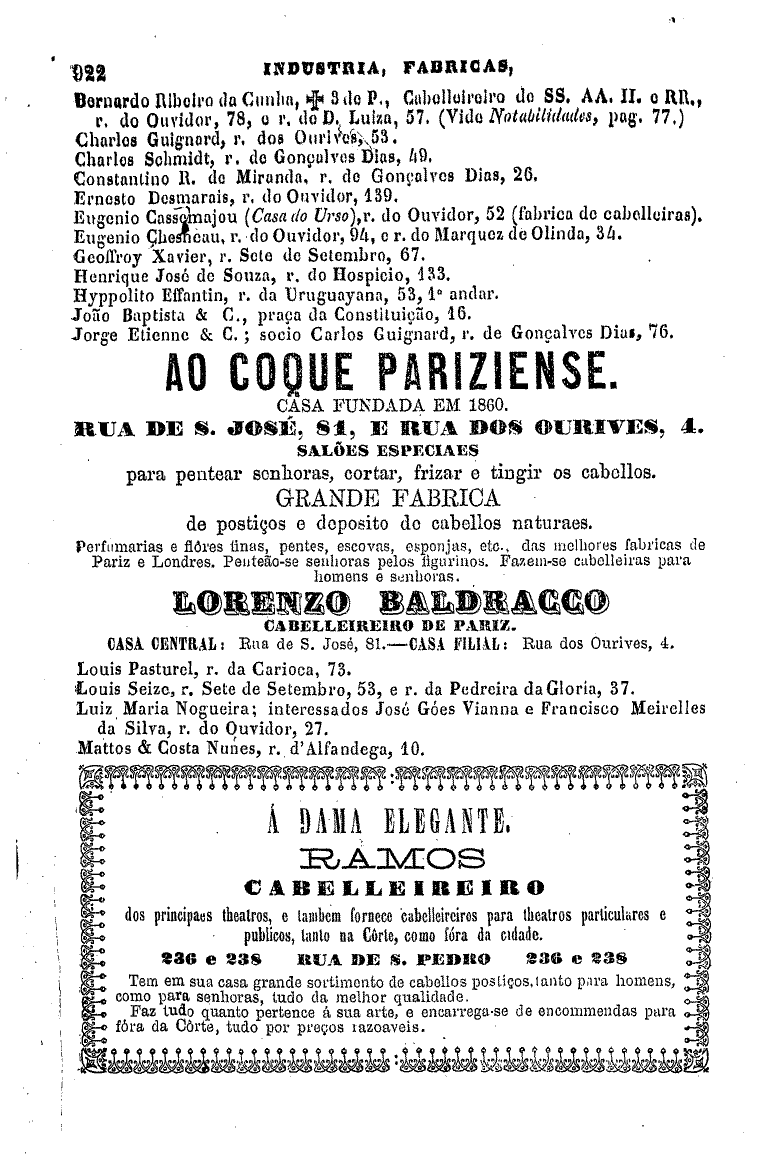 922 INDUSTRIA, FABRICAS,
Bernardo Ribeiro da Cunha, ✠ 3 de P., Cabelleireiro de SS. AA. II. e RR.,
r. do Ouvidor, 78, e r. de D. Luiza, 57. (Vide Notabilidades, pag. 77.)
Charles Guignard, r. dos Ourives, 53.
Charles Schmidt, r. de Gonçalves Dias, 49.
Constantino R. de Miranda, r. de Gonçalves Dias, 26.
Ernesto Desmarais, r. do Ouvidor, 139.
Eugenio Cassemajou (Casa do Urso), r. do Ouvidor, 52 (fabrica de cabelleiras).
Eugenio Chesneau, r. do Ouvidor, 94, e r. do Marquez de Olinda, 34.
Geoffroy Xavier, r. Sete de Setembro, 67.
Henrique José de Souza, r. do Hospicio, 133.
Hyppolito Effantin, r. da Uruguayana, 53, 1º andar.
João Baptista & C., praça da Constituição, 16.
Jorge Etienne & C.; socio Carlos Guignard, r. de Gonçalves Dias, 76.
AO COQUE PARIZIENSE.
CASA FUNDADA EM 1860.
RUA DE S. JOSÉ, 81, E RUA DOS OURIVES, 4.
SALÕES ESPECIAES
para pentear senhoras, cortar, frizar e tingir os cabellos.
GRANDE FABRICA
de postiços e deposito de cabellos naturaes.
Perfumarias e flôres finas, pentes, escovas, esponjas, etc., das melhores fabricas de
Pariz e Londres. Penteão-se senhoras pelos figurinos. Fazem-se cabelleiras para
homens e senhoras.
LORENZO BALDRACCO
CABELLEIREIRO DE PARIZ.
CASA CENTRAL: Rua de S. José, 81.—CASA FILIAL: Rua dos Ourives, 4.
Louis Pasturel, r. da Carioca, 73.
Louis Seize, r. Sete de Setembro, 53, e r. da Pedreira da Gloria, 37.
Luiz Maria Nogueira; interessados José Góes Vianna e Francisco Meirelles
da Silva, r. do Ouvidor, 27.
Mattos & Costa Nunes, r. d'Alfandega, 10.
Á DAMA ELEGANTE.
RAMOS
CABELLEIREIRO
dos principaes theatros, e tambem fornece cabelleireiros para theatros particulares e
publicos, tanto na Côrte, como fóra da cidade.
236 e 238 RUA DE S. PEDRO 236 e 238
Tem em sua casa grande sortimento de cabellos postiços, tanto para homens,
como para senhoras, tudo da melhor qualidade.
Faz tudo quanto pertence á sua arte, e encarrega-se de encommendas para
fóra da Côrte, tudo por preços razoaveis.